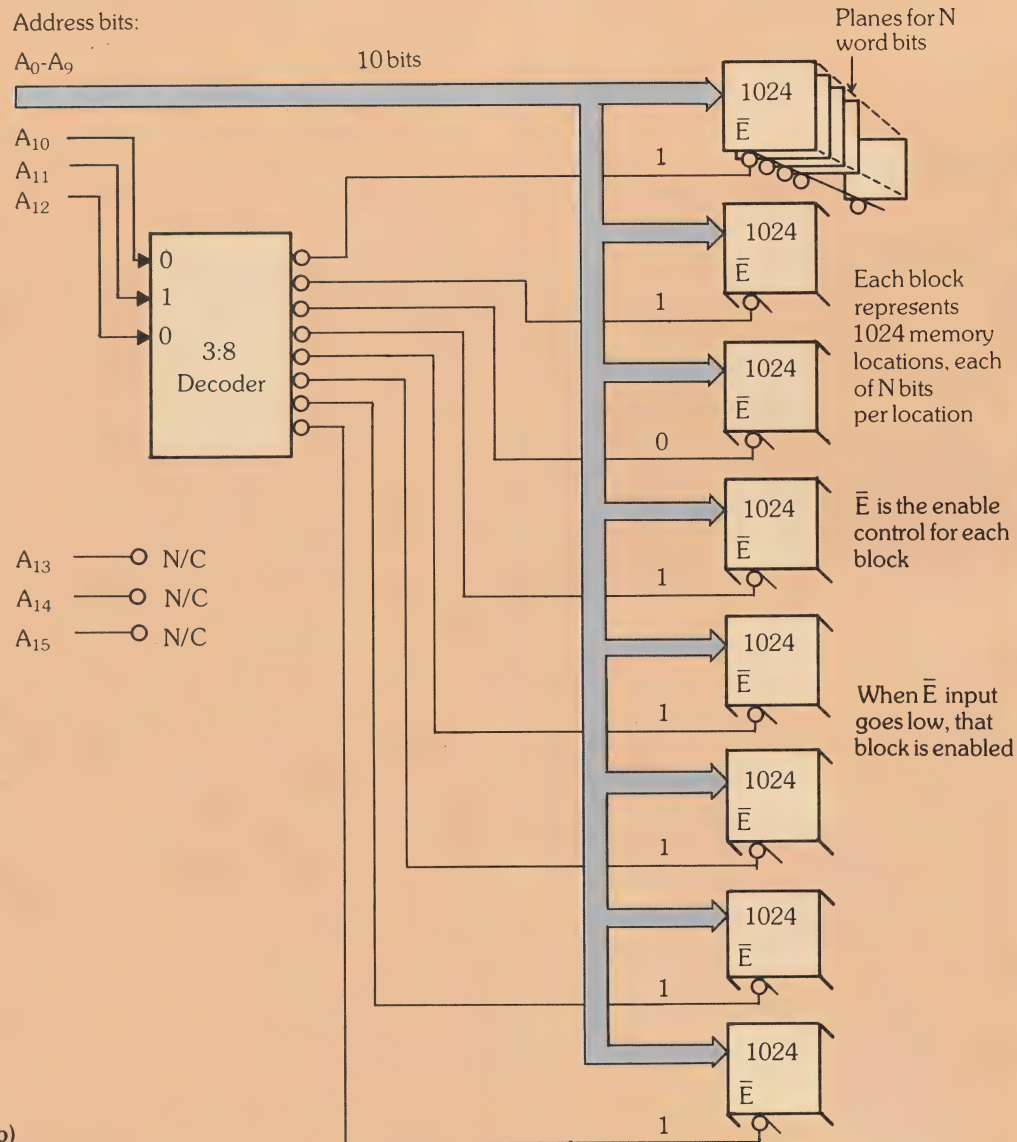 Address bits:
A₀-A₉
10 bits
Planes for N
word bits
A₁₀
A₁₁
A₁₂
0
1
0
3:8
Decoder
1024
Ē
1
1024
Ē
1
1024
Ē
0
1024
Ē
1
1024
Ē
1
1024
Ē
1
1024
Ē
1
1024
Ē
1
Each block
represents
1024 memory
locations, each
of N bits
per location
Ē is the enable
control for each
block
When Ē input
goes low, that
block is enabled
A₁₃ N/C
A₁₄ N/C
A₁₅ N/C